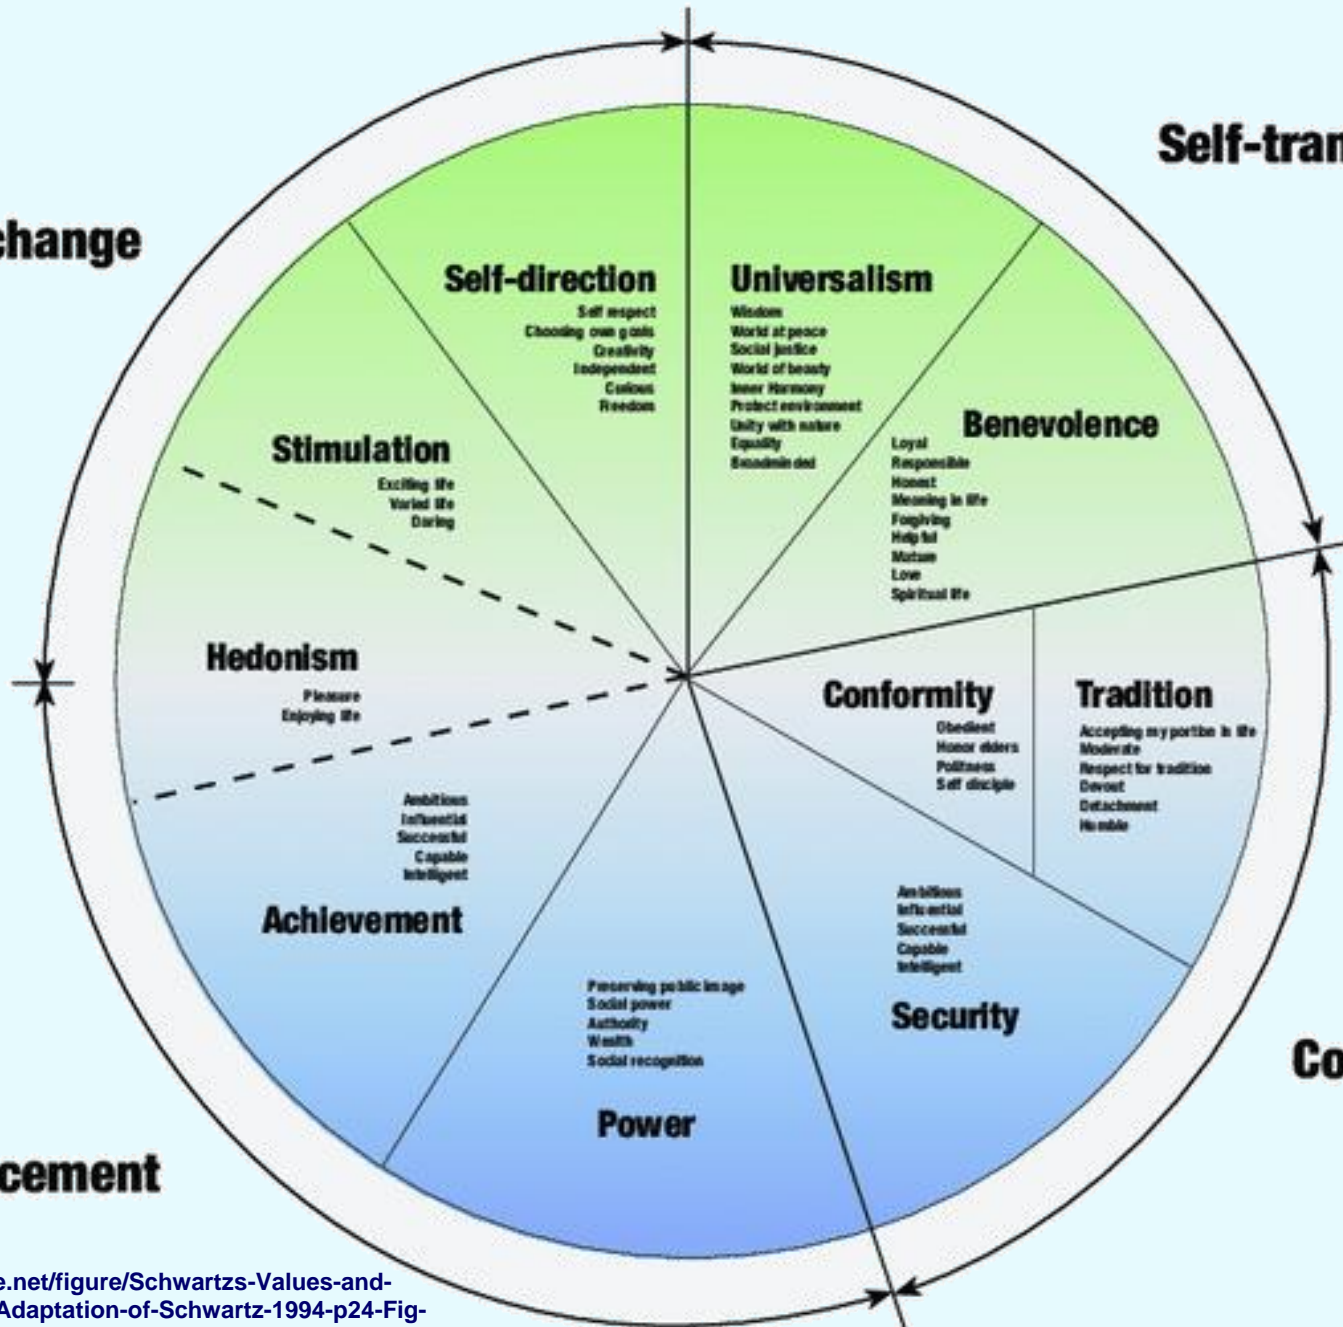 Self-tran
change
Self-direction
Self respect
Choosing own goals
Creativity
Independent
Curious
Freedom
Universalism
Wisdom
World at peace
Social justice
World of beauty
Inner Harmony
Protect environment
Unity with nature
Equality
Broadminded
Benevolence
Loyal
Responsible
Honest
Meaning in life
Forgiving
Helpful
Mature
Love
Spiritual life
Stimulation
Exciting life
Varied life
Daring
Hedonism
Pleasure
Enjoying life
Conformity
Obedient
Honor elders
Politness
Self disciple
Tradition
Accepting my portion in life
Moderate
Respect for tradition
Devout
Detachment
Humble
Ambitious
Influential
Successful
Capable
Intelligent
Achievement
Ambitious
Influential
Successful
Capable
Intelligent
Security
Preserving public image
Social power
Authority
Wealth
Social recognition
Power
Co
cement
e.net/figure/Schwartzs-Values-and-
Adaptation-of-Schwartz-1994-p24-Fig-